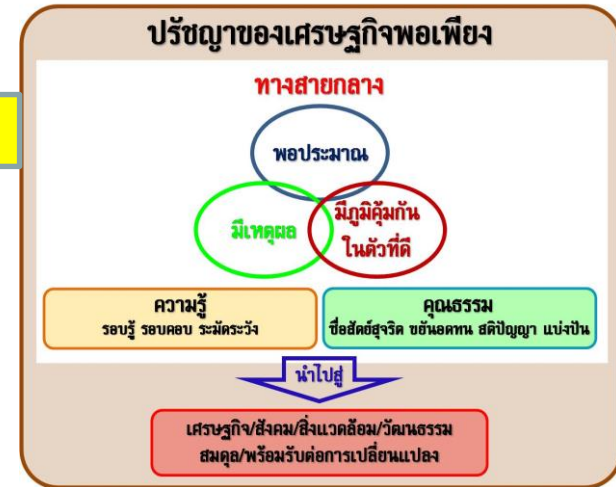 ปรัชญาของเศรษฐกิจพอเพียง
ทางสายกลาง
พอประมาณ
มีเหตุผล
มีภูมิคุ้มกัน
ในตัวที่ดี
ความรู้
รอบรู้ รอบคอบ ระมัดระวัง
คุณธรรม
ซื่อสัตย์สุจริต ขยันอดทน สติปัญญา แบ่งปัน
นำไปสู่
เศรษฐกิจ/สังคม/สิ่งแวดล้อม/วัฒนธรรม
สมดุล/พร้อมรับต่อการเปลี่ยนแปลง